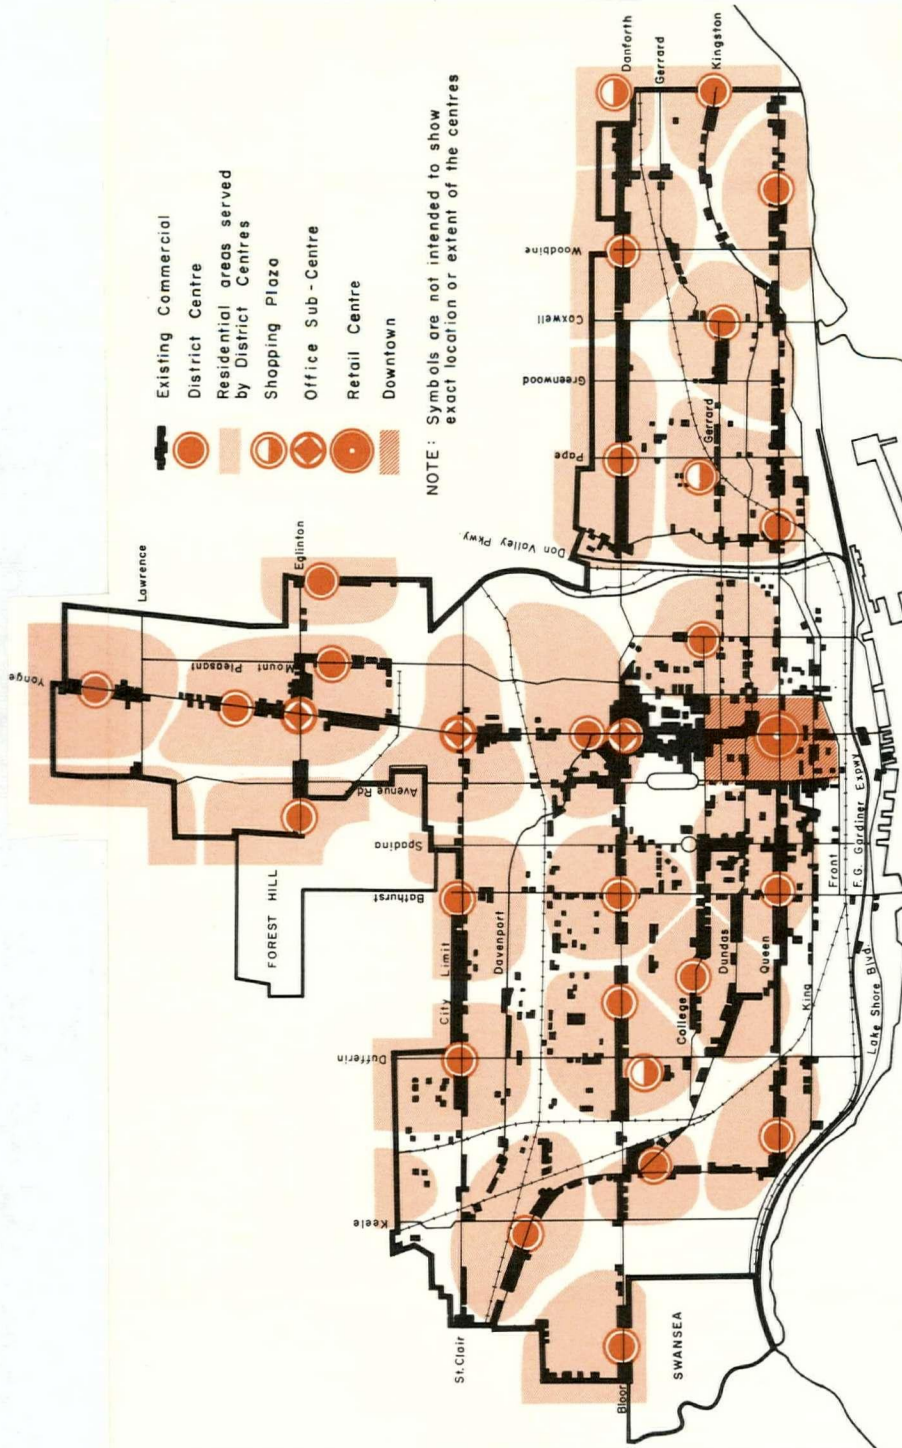 Existing Commercial
District Centre
Residential areas served
by District Centres
Shopping Plaza
Office Sub-Centre
Retail Centre
Downtown
NOTE: Symbols are not intended to show
exact location or extent of the centres
Yonge
Lawrence
Mount
Pleasant
Eglinton
FOREST HILL
Avenue Rd
Spadina
Bathurst
City Limit
Davenport
Dufferin
Keele
St. Clair
Bloor
SWANSEA
College
Dundas
Queen
King
Front
F.G. Gardiner Expwy
Lake Shore Blvd.
Don Valley Pkwy.
Pape
Greenwood
Coxwell
Woodbine
Gerrard
Danforth
Gerrard
Kingston